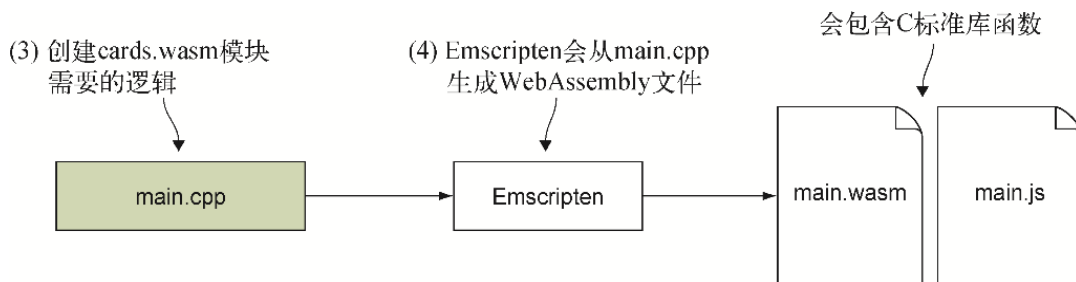 (3) 创建cards.wasm模块
需要的逻辑
(4) Emscripten会从main.cpp
生成WebAssembly文件
会包含C标准库函数
main.cpp
Emscripten
main.wasm
main.js